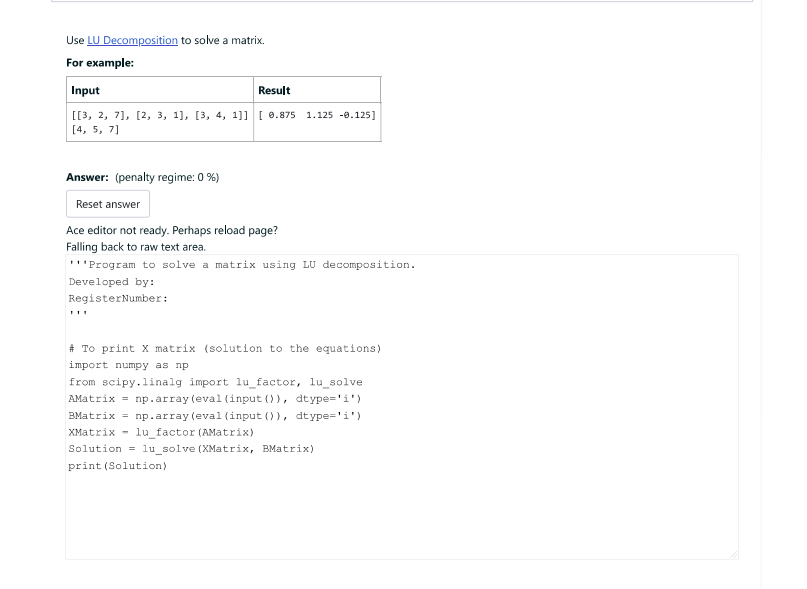 Use LU Decomposition to solve a matrix.
For example:
Input Result
[[3, 2, 7], [2, 3, 1], [3, 4, 1]] [ 0.875  1.125 -0.125]
[4, 5, 7]
Answer: (penalty regime: 0 %)
Reset answer
Ace editor not ready. Perhaps reload page?
Falling back to raw text area.
'''Program to solve a matrix using LU decomposition.
Developed by:
RegisterNumber:
'''
# To print X matrix (solution to the equations)
import numpy as np
from scipy.linalg import lu_factor, lu_solve
AMatrix = np.array(eval(input()), dtype='i')
BMatrix = np.array(eval(input()), dtype='i')
XMatrix = lu_factor(AMatrix)
Solution = lu_solve(XMatrix, BMatrix)
print(Solution)